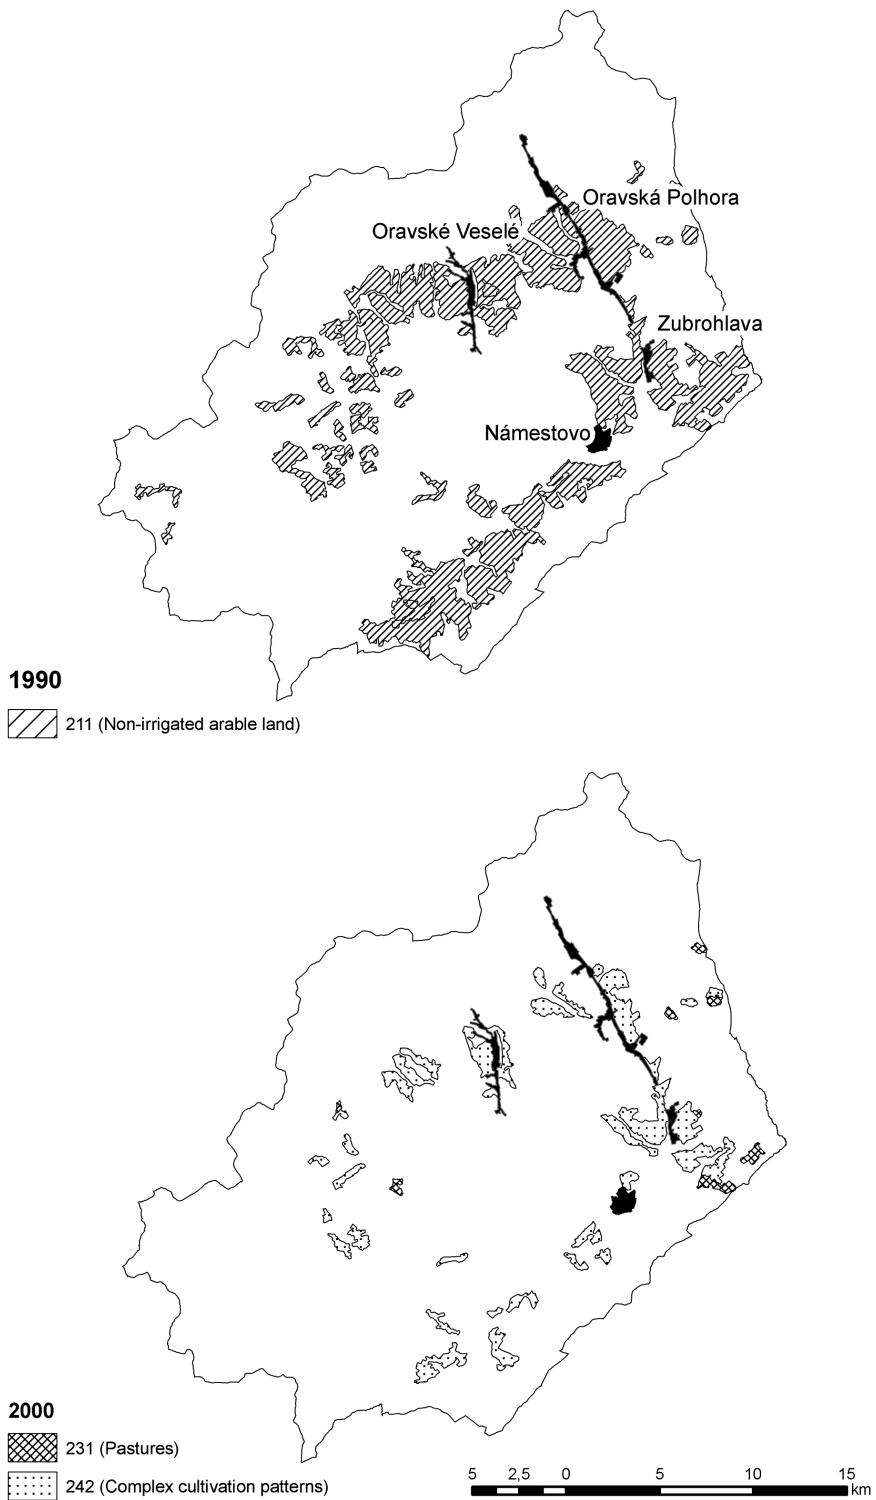 Oravská Polhora
Oravské Veselé
Zubrohlava
Námestovo
1990
211 (Non-irrigated arable land)
2000
231 (Pastures)
242 (Complex cultivation patterns)
5 2,5 0 5 10 15
km